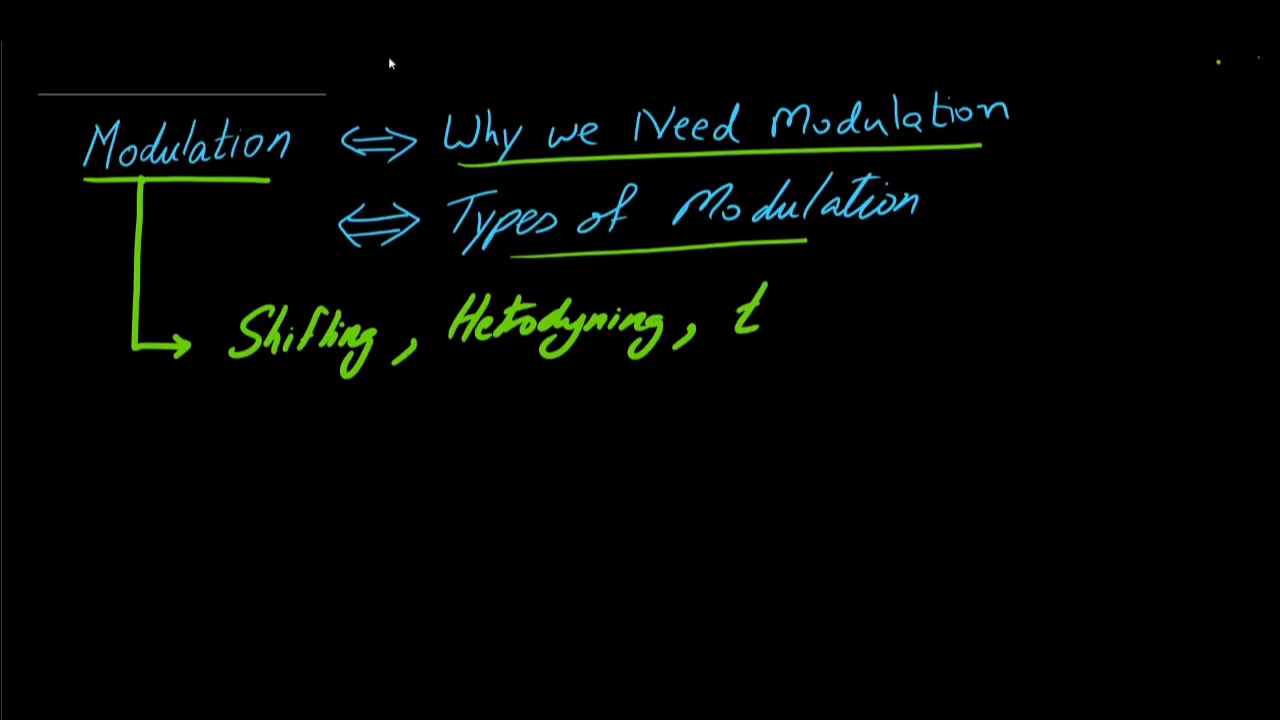 Modulation ⇔ Why we Need Modulation
⇔ Types of Modulation
→ Shifting, Hetrodyning, t